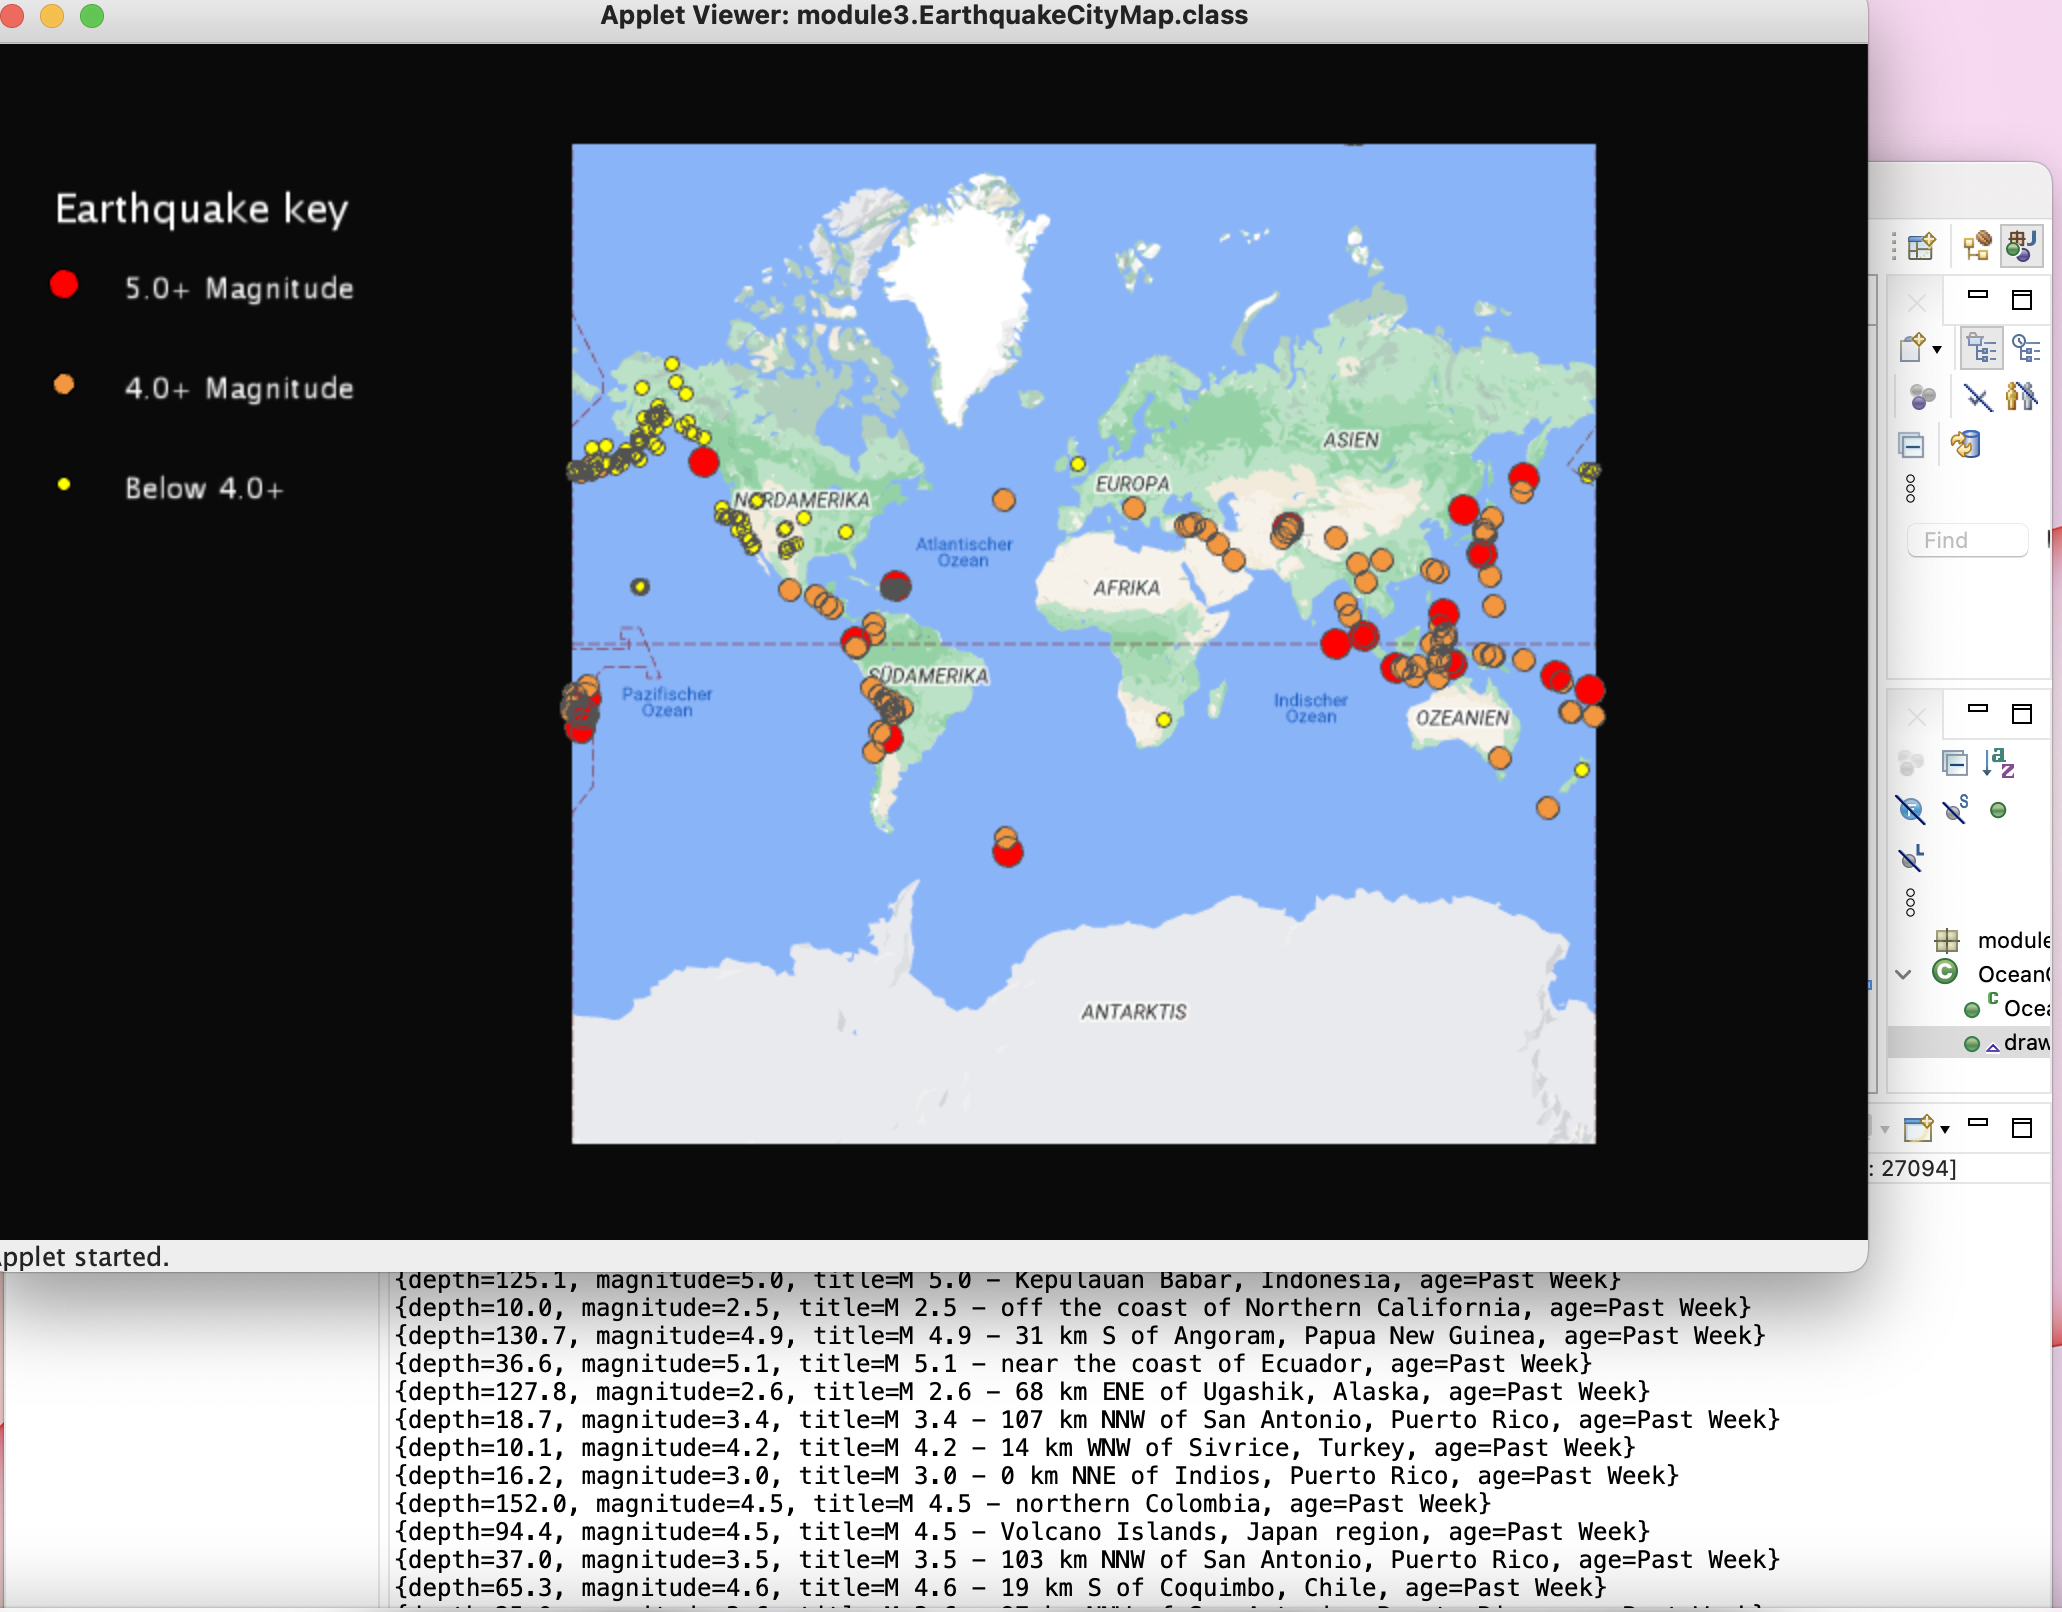 Applet Viewer: module3.EarthquakeCityMap.class
Earthquake key
5.0+ Magnitude
4.0+ Magnitude
Below 4.0+
ASIEN
EUROPA
NORDAMERIKA
Atlantischer
Ozean
AFRIKA
SÜDAMERIKA
Pazifischer
Ozean
Indischer
Ozean
OZEANIEN
ANTARKTIS
Find
module
Ocean
Ocea
draw
: 27094]
pplet started.
{depth=125.1, magnitude=5.0, title=M 5.0 – Kepulauan Babar, Indonesia, age=Past Week}
{depth=10.0, magnitude=2.5, title=M 2.5 – off the coast of Northern California, age=Past Week}
{depth=130.7, magnitude=4.9, title=M 4.9 – 31 km S of Angoram, Papua New Guinea, age=Past Week}
{depth=36.6, magnitude=5.1, title=M 5.1 – near the coast of Ecuador, age=Past Week}
{depth=127.8, magnitude=2.6, title=M 2.6 – 68 km ENE of Ugashik, Alaska, age=Past Week}
{depth=18.7, magnitude=3.4, title=M 3.4 – 107 km NNW of San Antonio, Puerto Rico, age=Past Week}
{depth=10.1, magnitude=4.2, title=M 4.2 – 14 km WNW of Sivrice, Turkey, age=Past Week}
{depth=16.2, magnitude=3.0, title=M 3.0 – 0 km NNE of Indios, Puerto Rico, age=Past Week}
{depth=152.0, magnitude=4.5, title=M 4.5 – northern Colombia, age=Past Week}
{depth=94.4, magnitude=4.5, title=M 4.5 – Volcano Islands, Japan region, age=Past Week}
{depth=37.0, magnitude=3.5, title=M 3.5 – 103 km NNW of San Antonio, Puerto Rico, age=Past Week}
{depth=65.3, magnitude=4.6, title=M 4.6 – 19 km S of Coquimbo, Chile, age=Past Week}